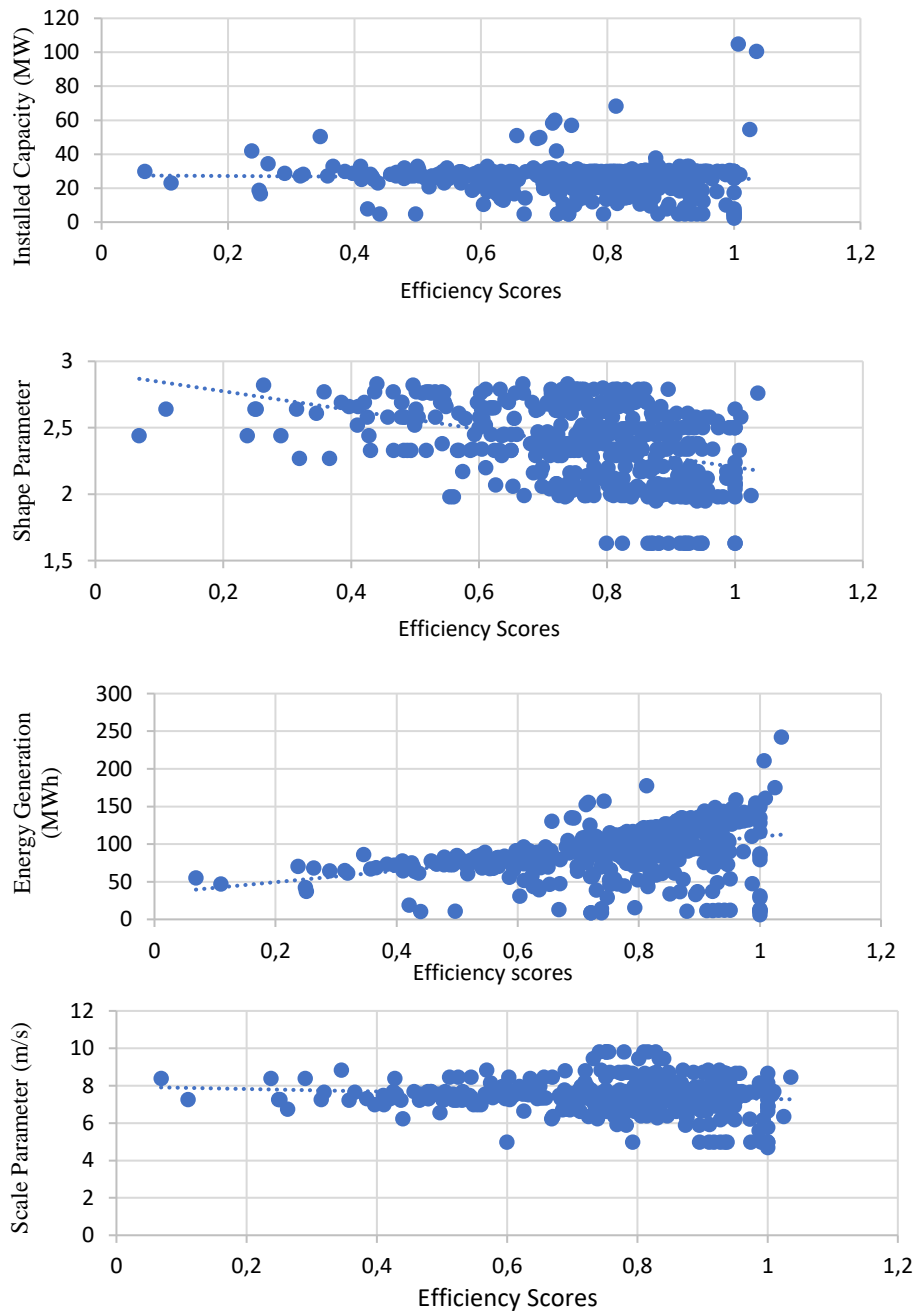 Installed Capacity (MW)
120
100
80
60
40
20
0
0 0,2 0,4 0,6 0,8 1 1,2
Efficiency Scores
Shape Parameter
3
2,5
2
1,5
0 0,2 0,4 0,6 0,8 1 1,2
Efficiency Scores
Energy Generation
(MWh)
300
250
200
150
100
50
0
0 0,2 0,4 0,6 0,8 1 1,2
Efficiency scores
Scale Parameter (m/s)
12
10
8
6
4
2
0
0 0,2 0,4 0,6 0,8 1 1,2
Efficiency Scores